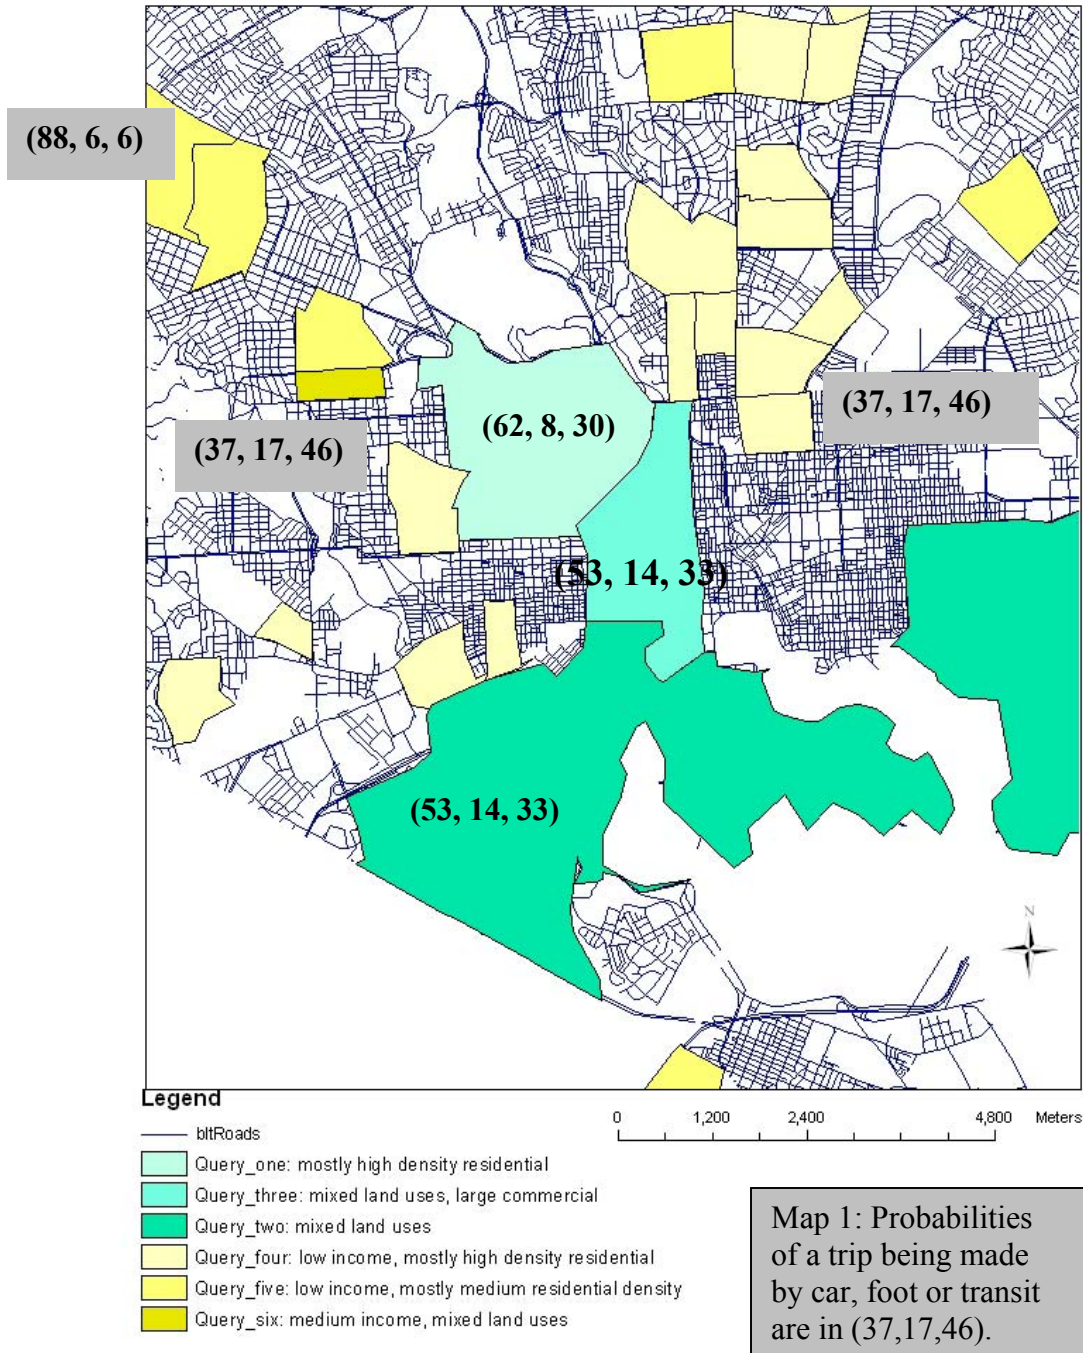 (88, 6, 6)
(37, 17, 46)
(62, 8, 30)
(37, 17, 46)
(53, 14, 33)
(53, 14, 33)
N
Legend
bltRoads
Query_one: mostly high density residential
Query_three: mixed land uses, large commercial
Query_two: mixed land uses
Query_four: low income, mostly high density residential
Query_five: low income, mostly medium residential density
Query_six: medium income, mixed land uses
0 1,200 2,400 4,800 Meters
Map 1: Probabilities
of a trip being made
by car, foot or transit
are in (37,17,46).